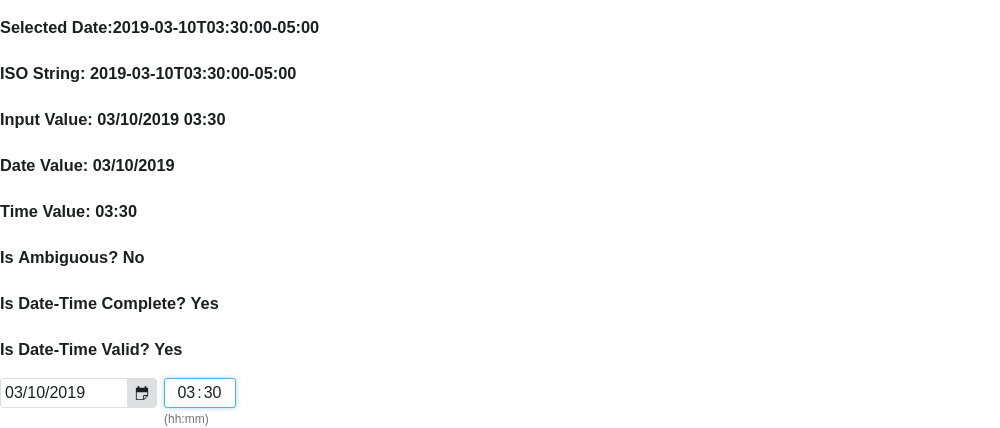 Selected Date:2019-03-10T03:30:00-05:00
ISO String: 2019-03-10T03:30:00-05:00
Input Value: 03/10/2019 03:30
Date Value: 03/10/2019
Time Value: 03:30
Is Ambiguous? No
Is Date-Time Complete? Yes
Is Date-Time Valid? Yes
03/10/2019 03:30
(hh:mm)